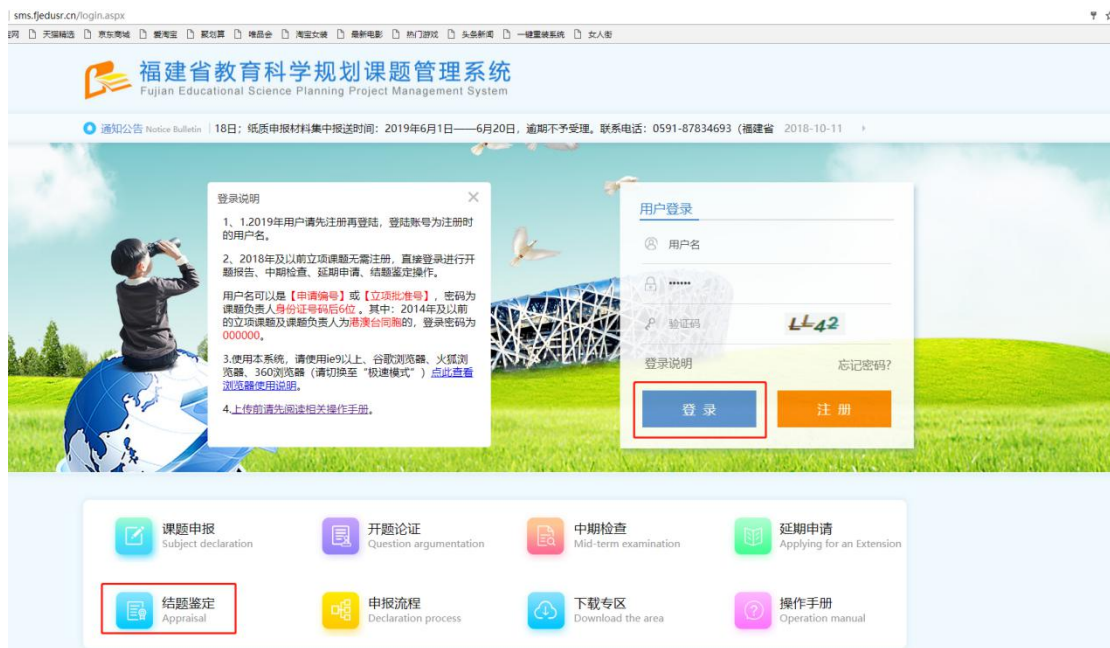 sms.fjedusr.cn/login.aspx
天猫精选 京东商城 爱淘宝 聚划算 唯品会 淘宝女装 最新电影 热门游戏 头条新闻 一键重装系统 女人街
福建省教育科学规划课题管理系统
Fujian Educational Science Planning Project Management System
通知公告 Notice Bulletin 18日；纸质申报材料集中报送时间：2019年6月1日——6月20日，逾期不予受理。联系电话：0591-87834693（福建省 2018-10-11
登录说明
1、1.2019年用户请先注册再登陆，登陆账号为注册时
的用户名。
2、2018年及以前立项课题无需注册，直接登录进行开
题报告、中期检查、延期申请、结题鉴定操作。
用户名可以是【申请编号】或【立项批准号】，密码为
课题负责人身份证号码后6位。其中：2014年及以前
的立项课题及课题负责人为港澳台同胞的，登录密码为
000000。
3.使用本系统，请使用ie9以上、谷歌浏览器、火狐浏
览器、360浏览器（请切换至“极速模式”）点此查看
浏览器使用说明。
4.上传前请先阅读相关操作手册。
用户登录
用户名
••••••
验证码 LL42
登录说明 忘记密码?
登 录 注 册
课题申报
Subject declaration
开题论证
Question argumentation
中期检查
Mid-term examination
延期申请
Applying for an Extension
结题鉴定
Appraisal
申报流程
Declaration process
下载专区
Download the area
操作手册
Operation manual